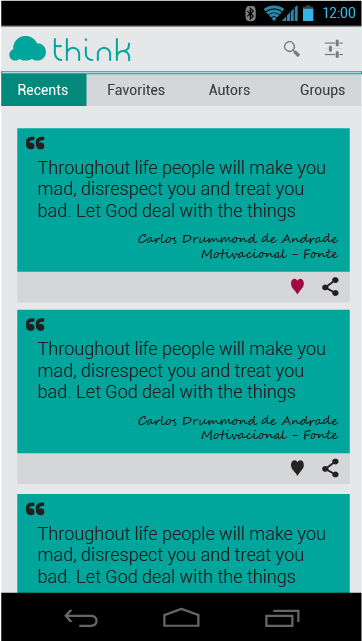 12:00
think
Recents Favorites Autors Groups
Throughout life people will make you
mad, disrespect you and treat you
bad. Let God deal with the things
Carlos Drummond de Andrade
Motivacional - Fonte
Throughout life people will make you
mad, disrespect you and treat you
bad. Let God deal with the things
Carlos Drummond de Andrade
Motivacional - Fonte
Throughout life people will make you
mad, disrespect you and treat you
bad. Let God deal with the things